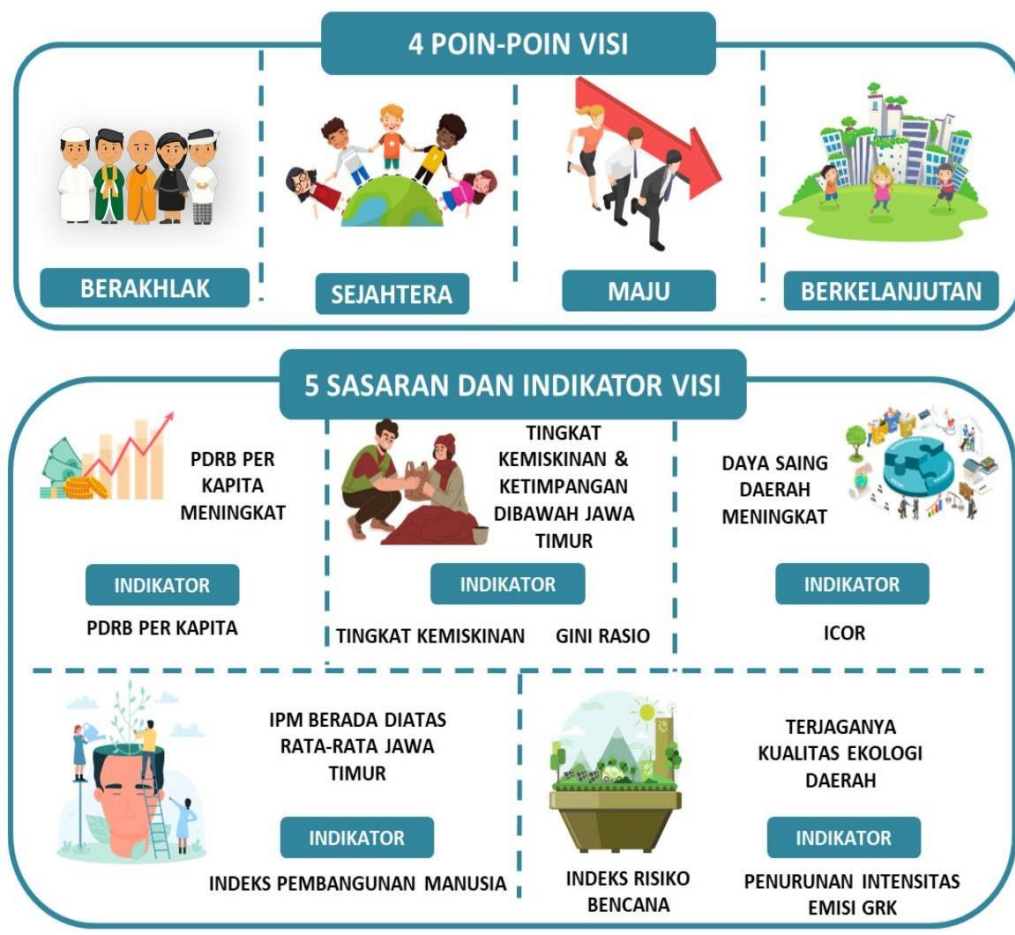 4 POIN-POIN VISI
BERAKHLAK
SEJAHTERA
MAJU
BERKELANJUTAN
5 SASARAN DAN INDIKATOR VISI
PDRB PER
KAPITA
MENINGKAT
INDIKATOR
PDRB PER KAPITA
TINGKAT
KEMISKINAN &
KETIMPANGAN
DIBAWAH JAWA
TIMUR
INDIKATOR
TINGKAT KEMISKINAN GINI RASIO
DAYA SAING
DAERAH
MENINGKAT
INDIKATOR
ICOR
IPM BERADA DIATAS
RATA-RATA JAWA
TIMUR
INDIKATOR
INDEKS PEMBANGUNAN MANUSIA
TERJAGANYA
KUALITAS EKOLOGI
DAERAH
INDIKATOR
INDEKS RISIKO
BENCANA
PENURUNAN INTENSITAS
EMISI GRK